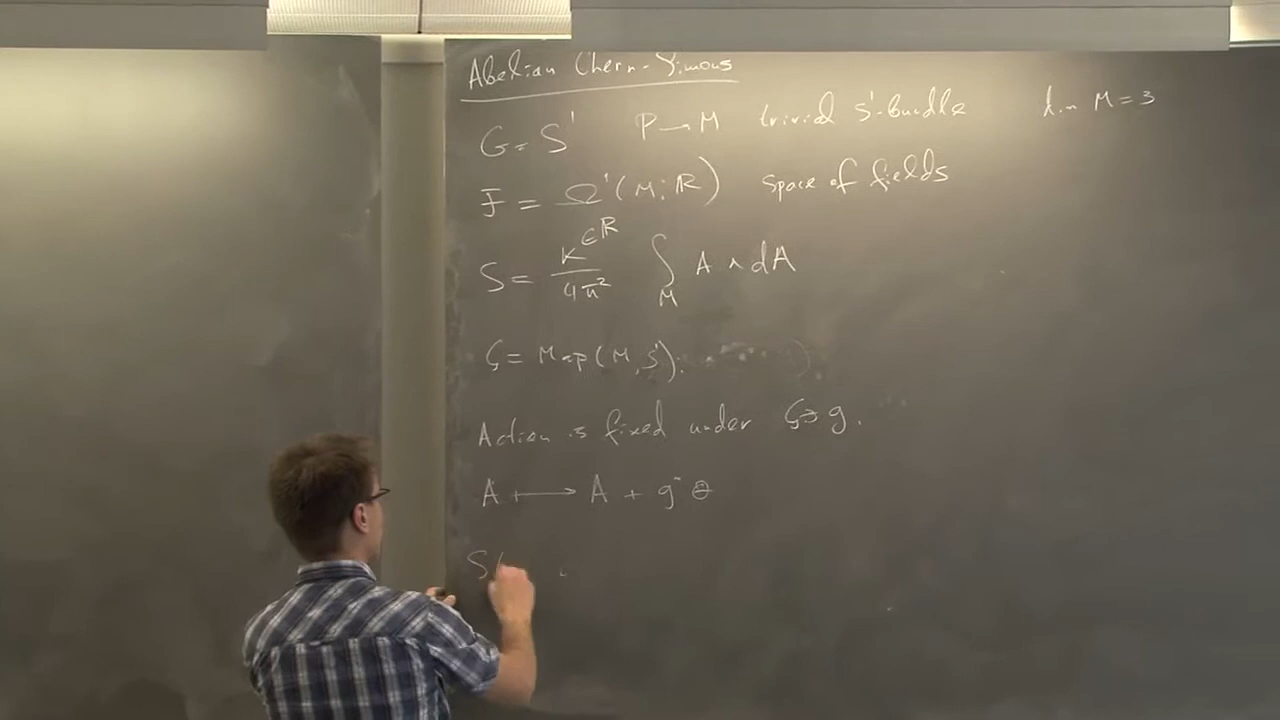 Abelian Chern-Simons
G = S¹ P → M trivial S¹-bundle dim M = 3
F = Ω¹(M; ℝ) space of fields
S = k^{∈ℝ}/4π² ∫_M A ∧ dA
G = Map(M, S¹).
Action is fixed under G ∋ g.
A ⟼ A + g* θ
S(